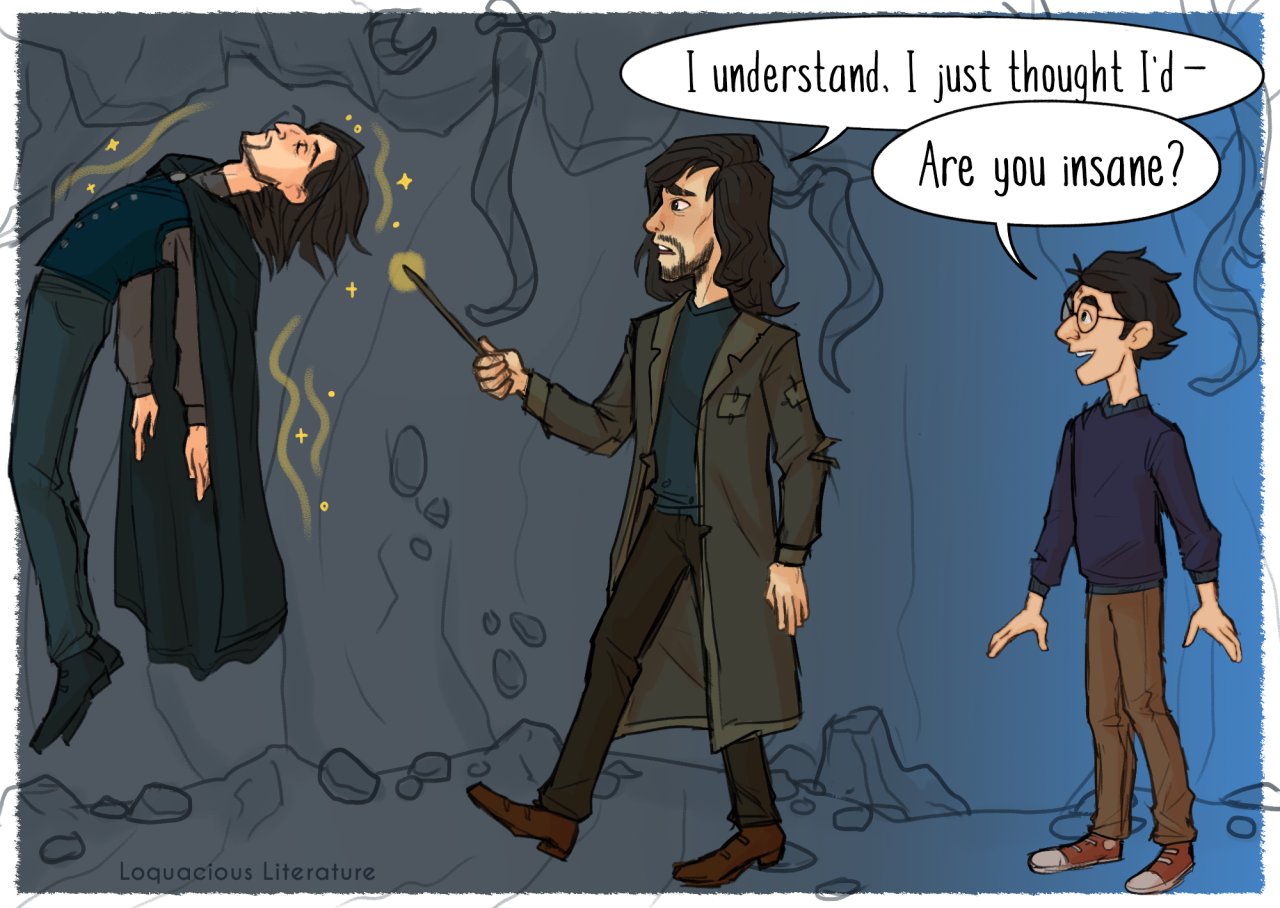 I understand, I just thought I'd –
Are you insane?
Loquacious Literature